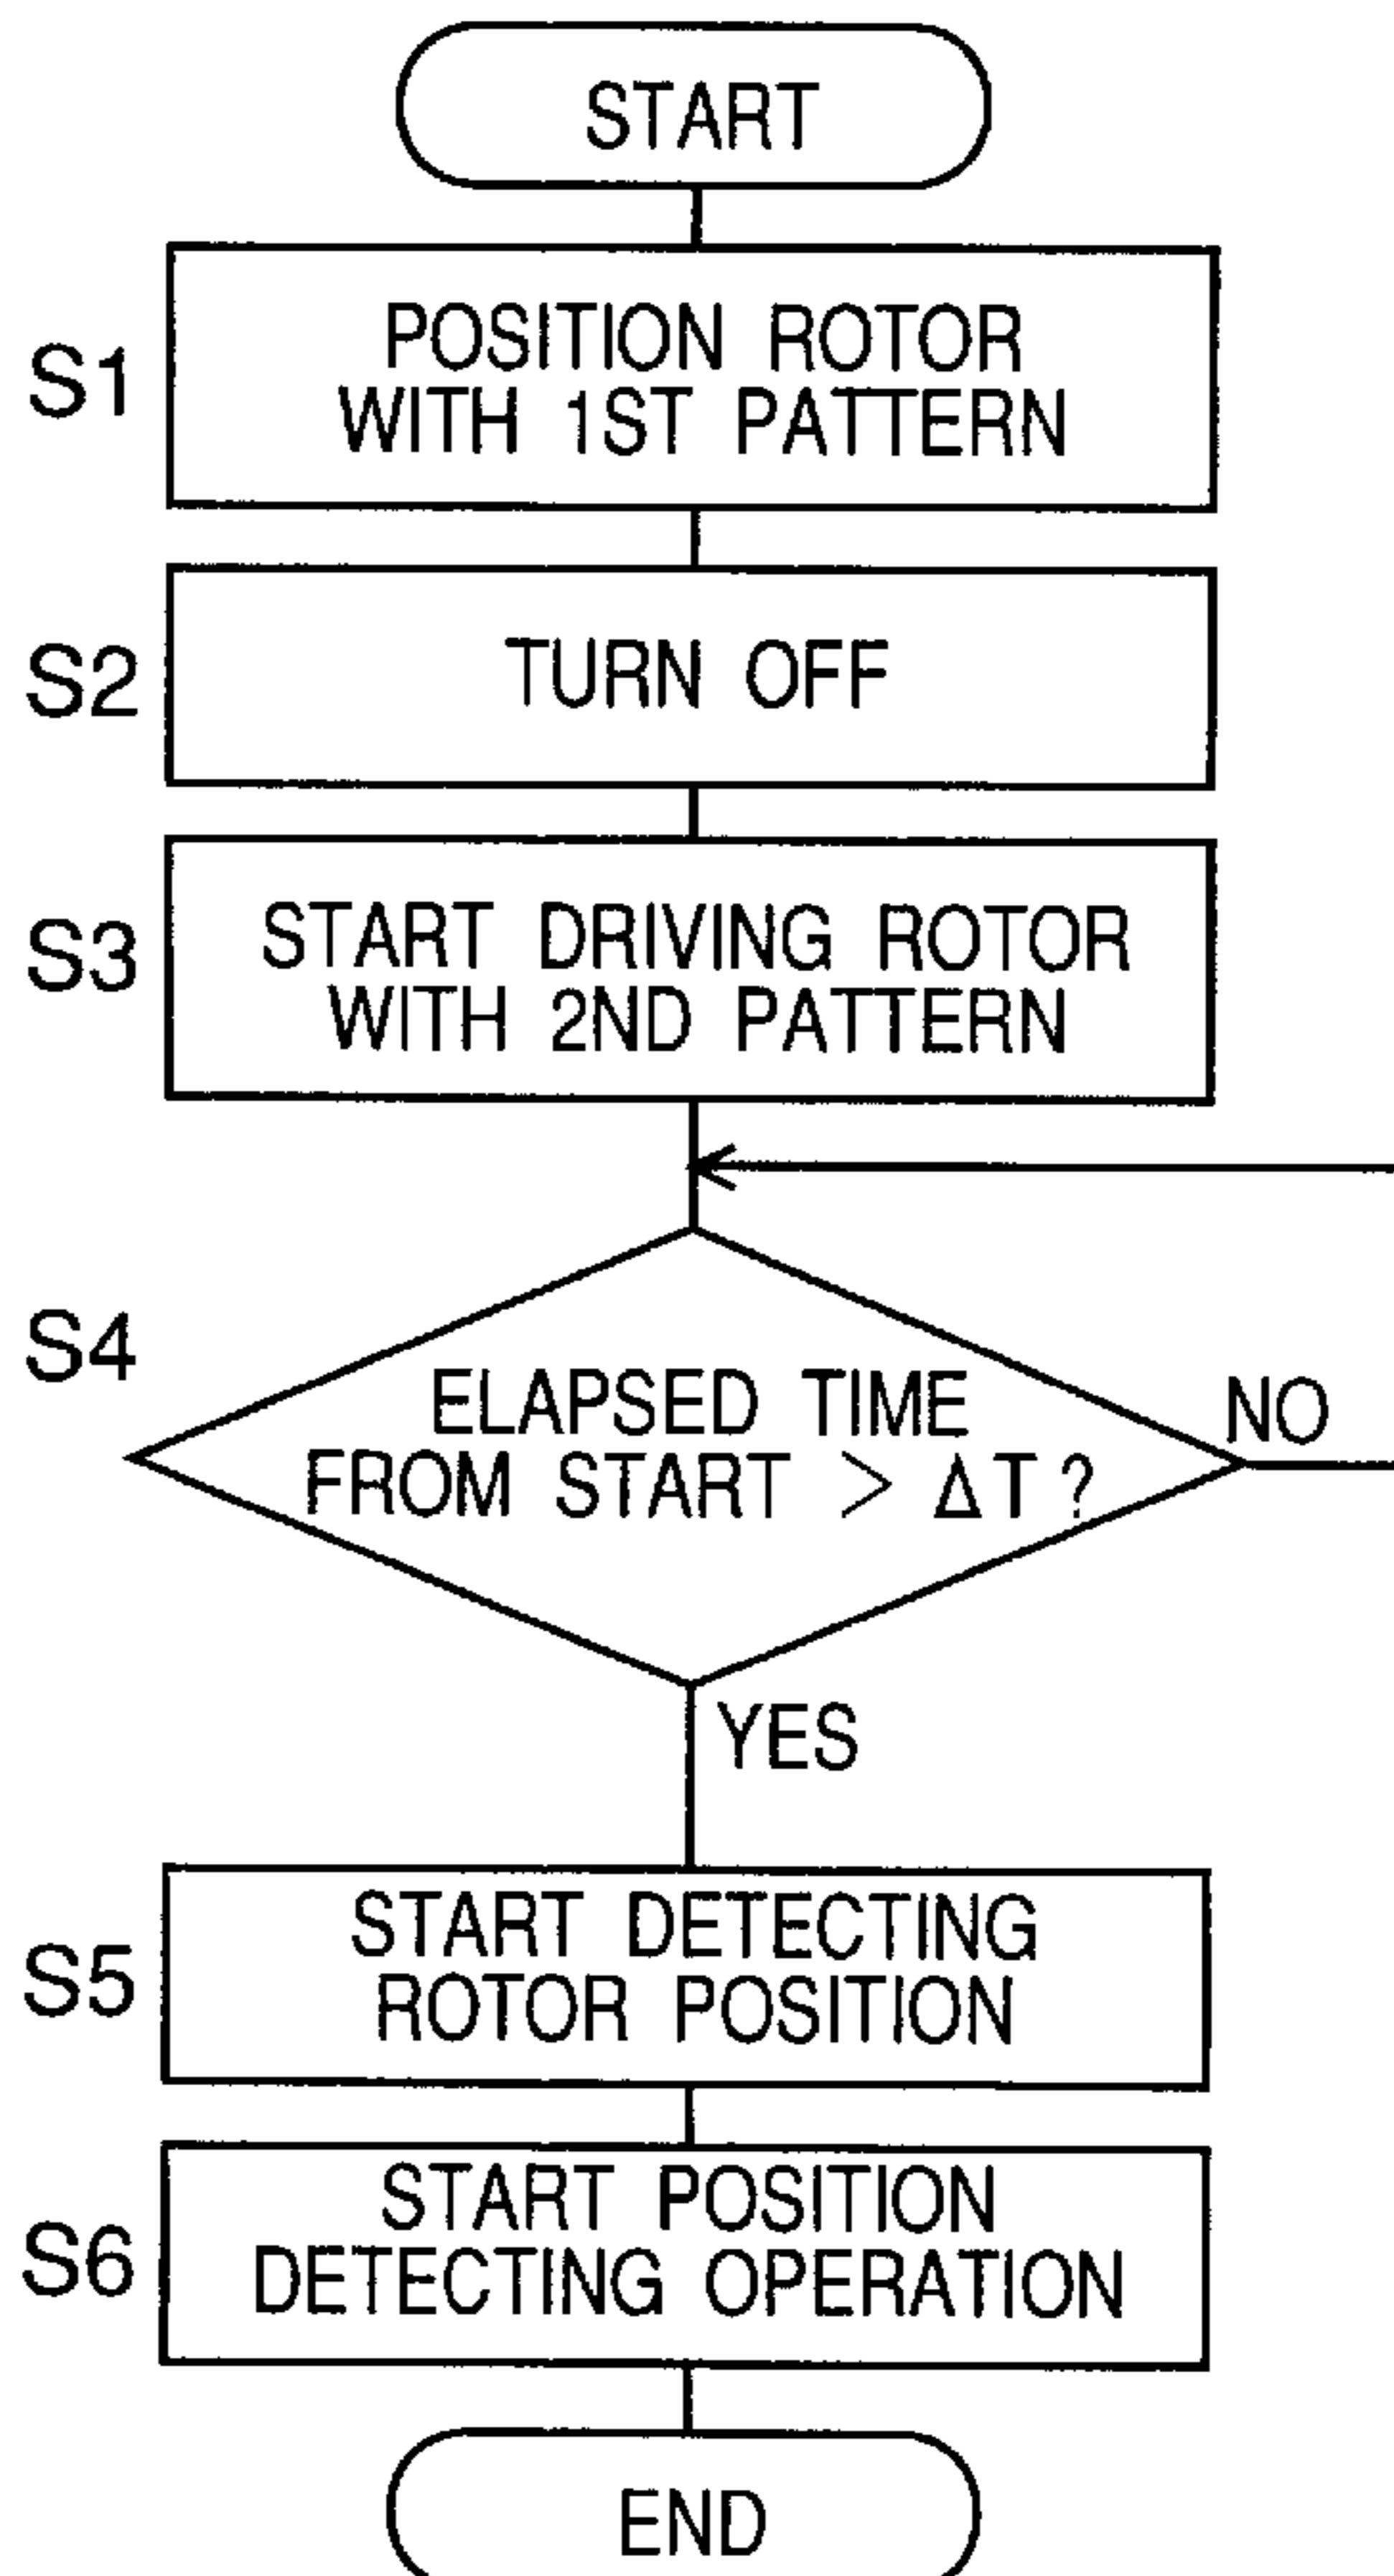 START
S1
POSITION ROTOR
WITH 1ST PATTERN
S2
TURN OFF
S3
START DRIVING ROTOR
WITH 2ND PATTERN
S4
ELAPSED TIME
FROM START > ΔT?
NO
YES
S5
START DETECTING
ROTOR POSITION
S6
START POSITION
DETECTING OPERATION
END